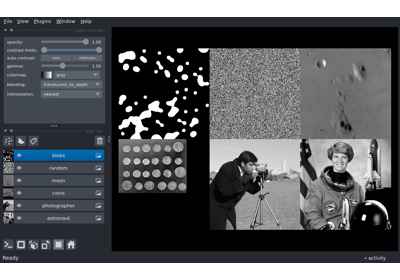 File View Plugins Window Help
opacity: 1.00
contrast limits:
auto-contrast: once continuous
gamma: 1.00
colormap: gray
blending: translucent_no_depth
interpolation: nearest
blobs
random
moon
coins
photographer
astronaut
Ready
activity